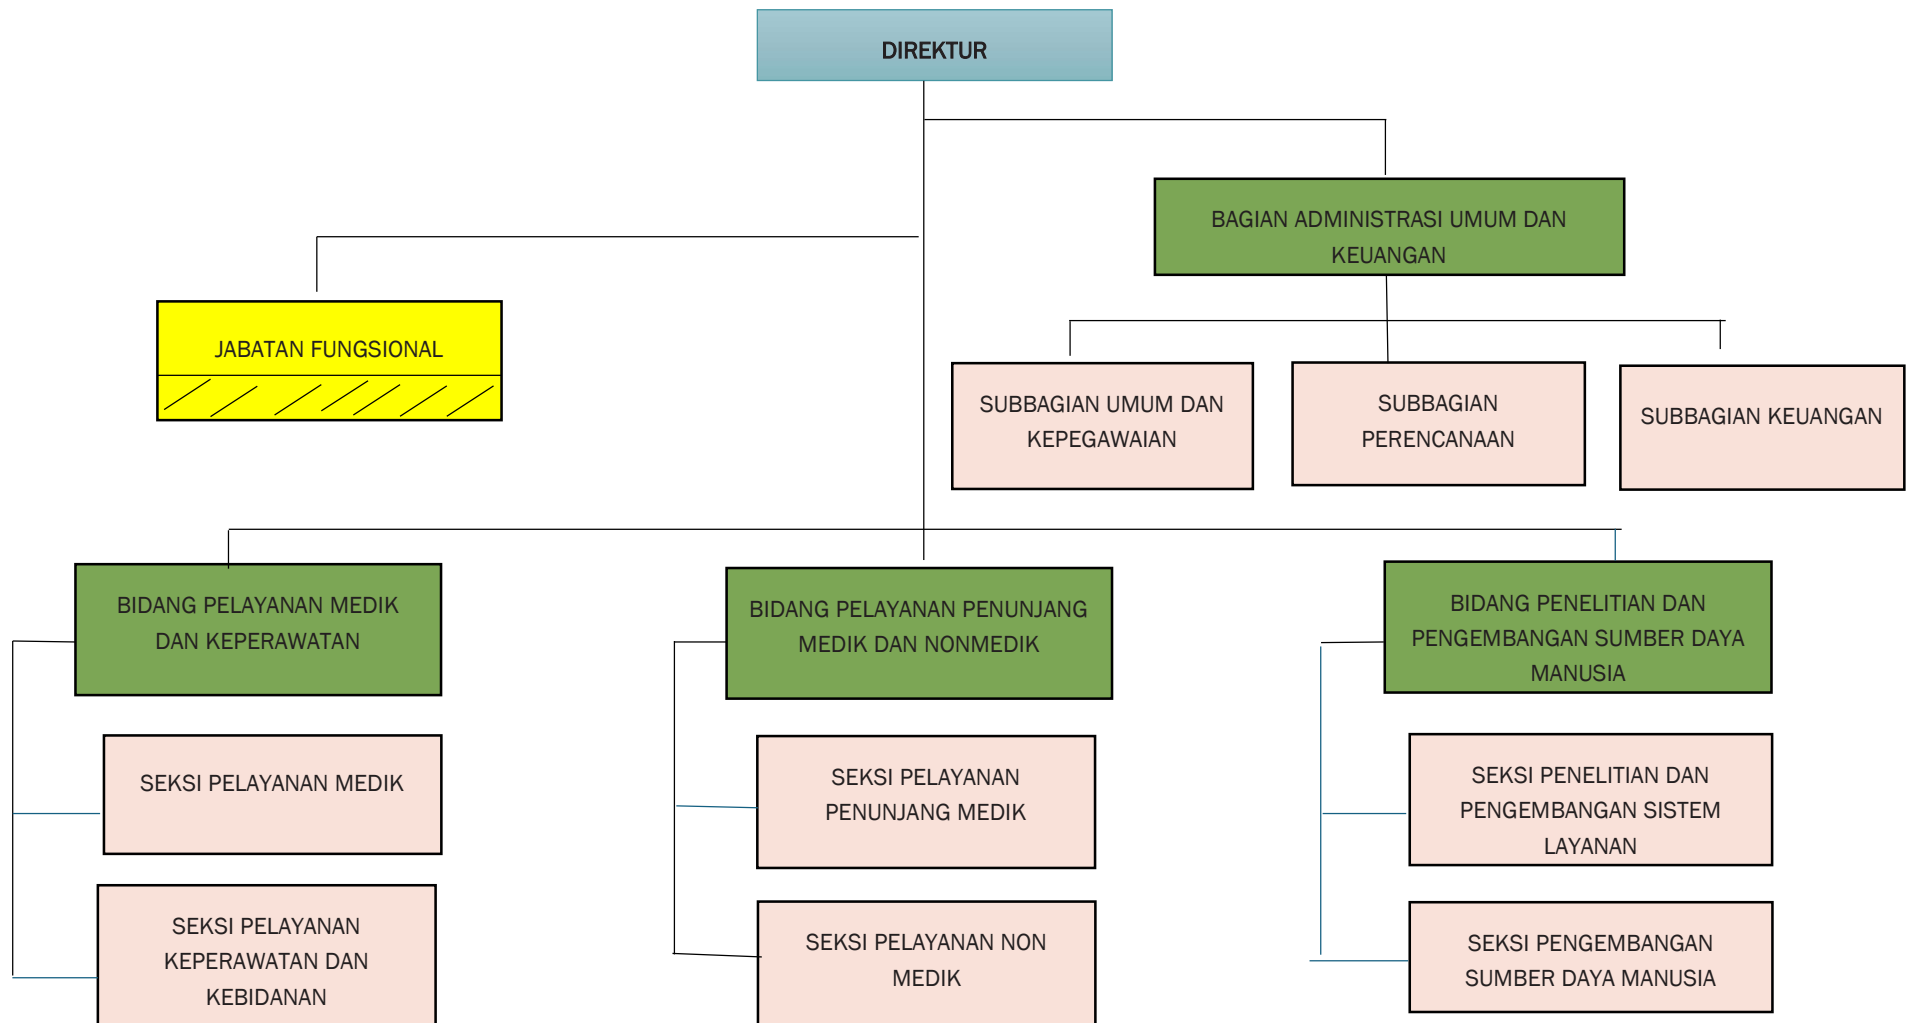 DIREKTUR
BAGIAN ADMINISTRASI UMUM DAN
KEUANGAN
JABATAN FUNGSIONAL
SUBBAGIAN UMUM DAN
KEPEGAWAIAN
SUBBAGIAN
PERENCANAAN
SUBBAGIAN KEUANGAN
BIDANG PELAYANAN MEDIK
DAN KEPERAWATAN
BIDANG PELAYANAN PENUNJANG
MEDIK DAN NONMEDIK
BIDANG PENELITIAN DAN
PENGEMBANGAN SUMBER DAYA
MANUSIA
SEKSI PELAYANAN MEDIK
SEKSI PELAYANAN
PENUNJANG MEDIK
SEKSI PENELITIAN DAN
PENGEMBANGAN SISTEM
LAYANAN
SEKSI PELAYANAN
KEPERAWATAN DAN
KEBIDANAN
SEKSI PELAYANAN NON
MEDIK
SEKSI PENGEMBANGAN
SUMBER DAYA MANUSIA